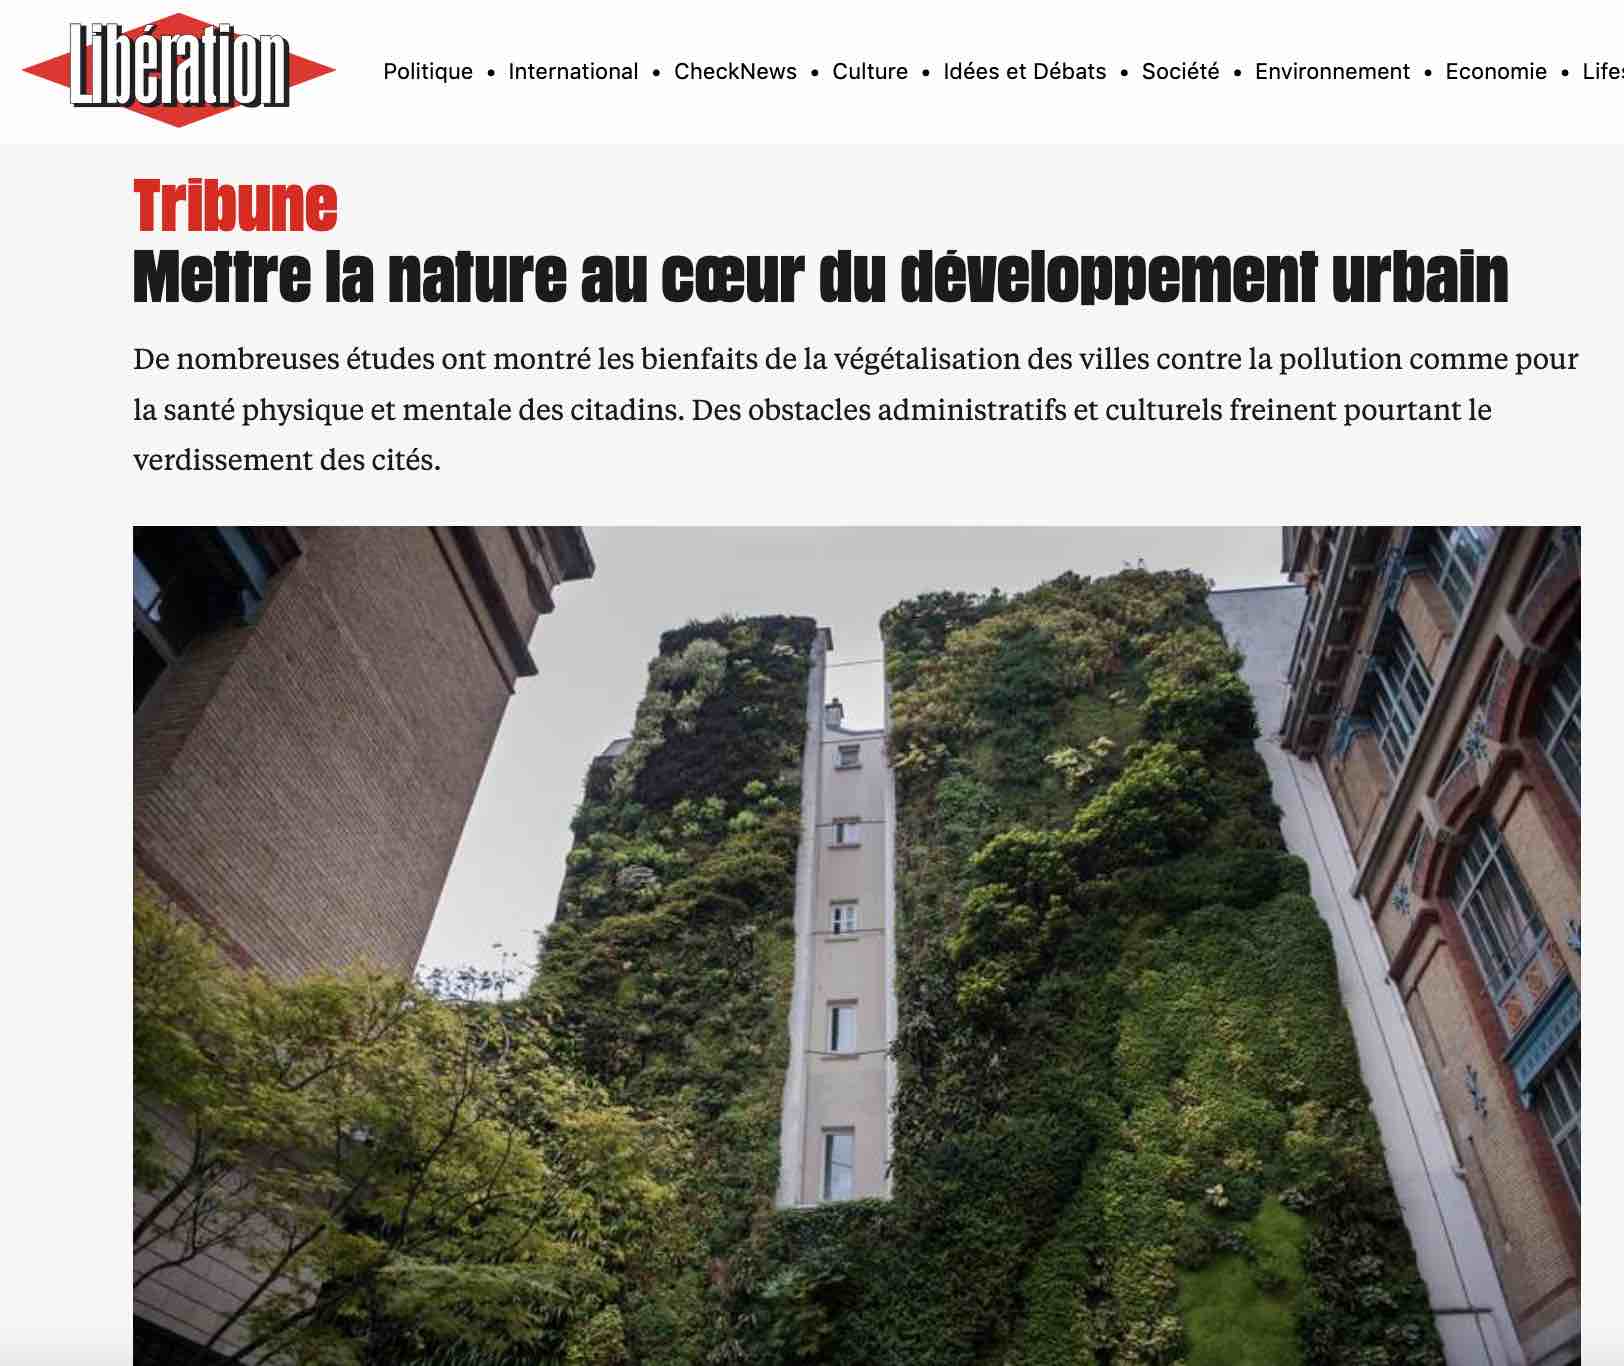 Libération
Politique • International • CheckNews • Culture • Idées et Débats • Société • Environnement • Economie •
Tribune
Mettre la nature au cœur du développement urbain
De nombreuses études ont montré les bienfaits de la végétalisation des villes contre la pollution comme pour
la santé physique et mentale des citadins. Des obstacles administratifs et culturels freinent pourtant le
verdissement des cités.